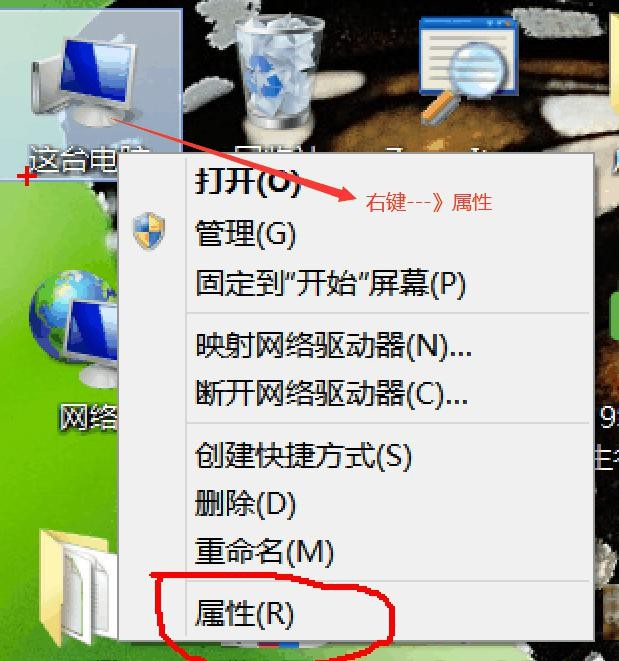 这台电脑
打开(O)
右键---》属性
管理(G)
固定到“开始”屏幕(P)
映射网络驱动器(N)...
断开网络驱动器(C)...
网络
创建快捷方式(S)
删除(D)
重命名(M)
属性(R)